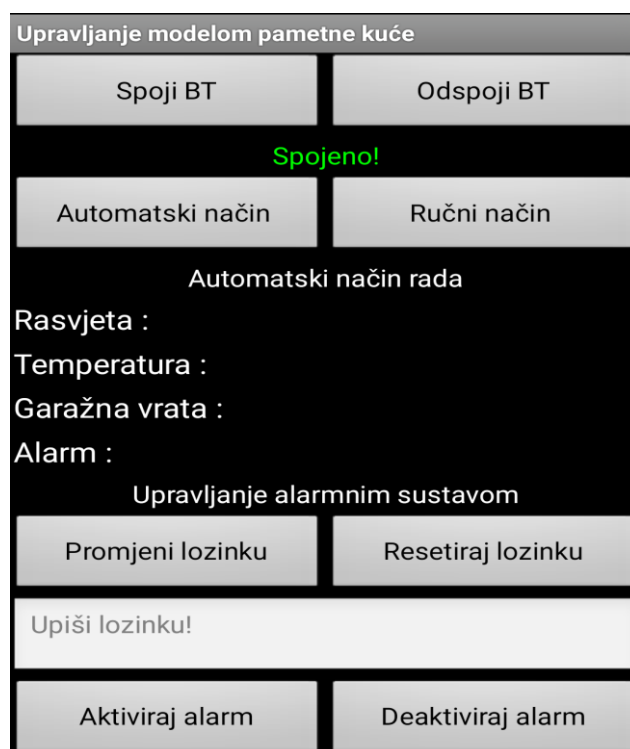 Upravljanje modelom pametne kuće
Spoji BT
Odspoji BT
Spojeno!
Automatski način
Ručni način
Automatski način rada
Rasvjeta :
Temperatura :
Garažna vrata :
Alarm :
Upravljanje alarmnim sustavom
Promjeni lozinku
Resetiraj lozinku
Upiši lozinku!
Aktiviraj alarm
Deaktiviraj alarm